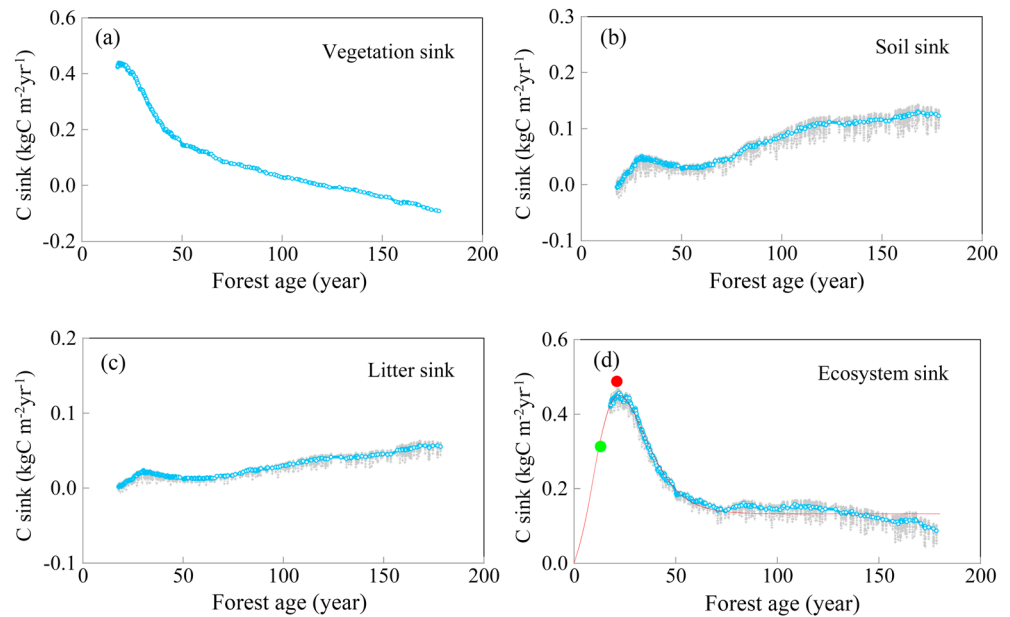 (a)
Vegetation sink
0.6
0.4
0.2
0.0
-0.2
C sink (kgC m⁻²yr⁻¹)
0 50 100 150 200
Forest age (year)
(b)
Soil sink
0.3
0.2
0.1
0.0
-0.1
C sink (kgC m⁻²yr⁻¹)
0 50 100 150 200
Forest age (year)
(c)
Litter sink
0.2
0.1
0.0
-0.1
C sink (kgC m⁻²yr⁻¹)
0 50 100 150 200
Forest age (year)
(d)
Ecosystem sink
0.6
0.4
0.2
0.0
C sink (kgC m⁻²yr⁻¹)
0 50 100 150 200
Forest age (year)